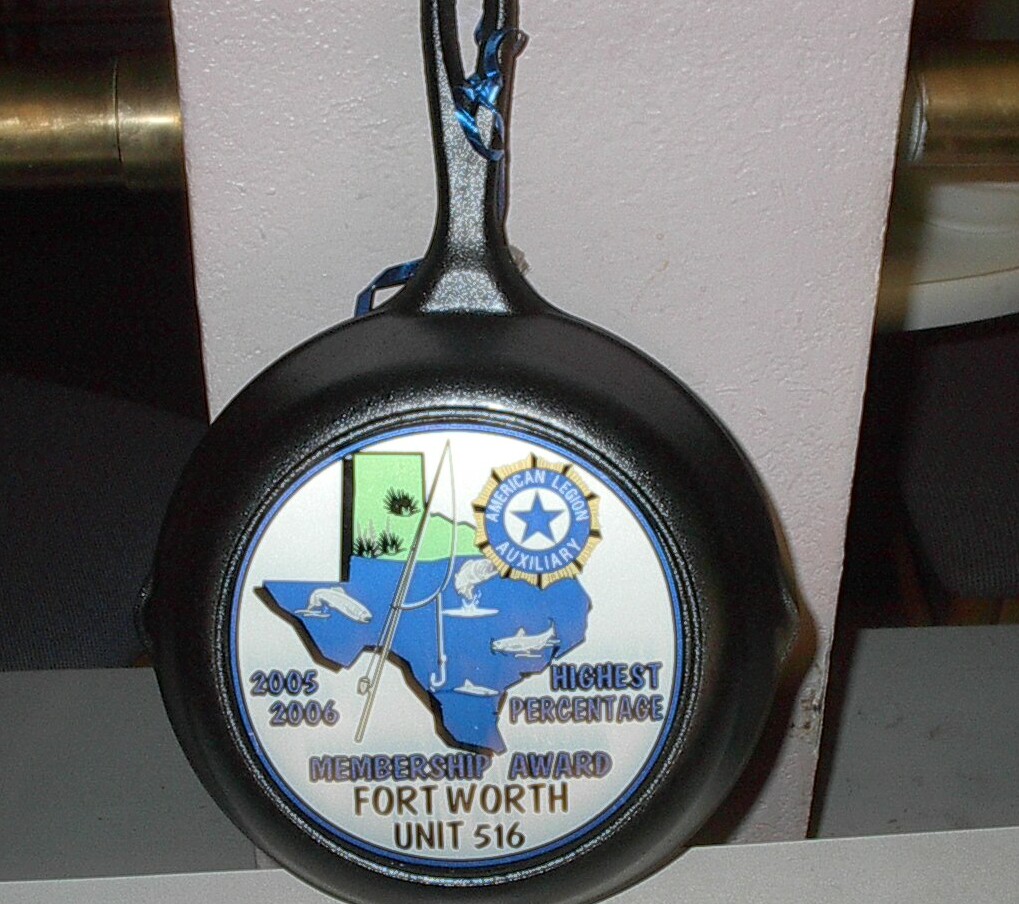 AMERICAN LEGION
AUXILIARY
2005
2006
HIGHEST
PERCENTAGE
MEMBERSHIP AWARD
FORT WORTH
UNIT 516